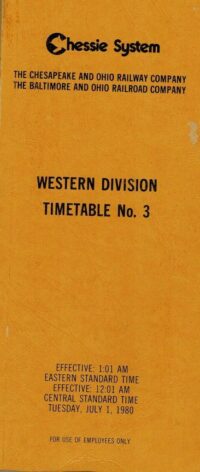 Chessie System
THE CHESAPEAKE AND OHIO RAILWAY COMPANY
THE BALTIMORE AND OHIO RAILROAD COMPANY
WESTERN DIVISION
TIMETABLE No. 3
EFFECTIVE: 1:01 AM
EASTERN STANDARD TIME
EFFECTIVE: 12:01 AM
CENTRAL STANDARD TIME
TUESDAY, JULY 1, 1980
FOR USE OF EMPLOYEES ONLY